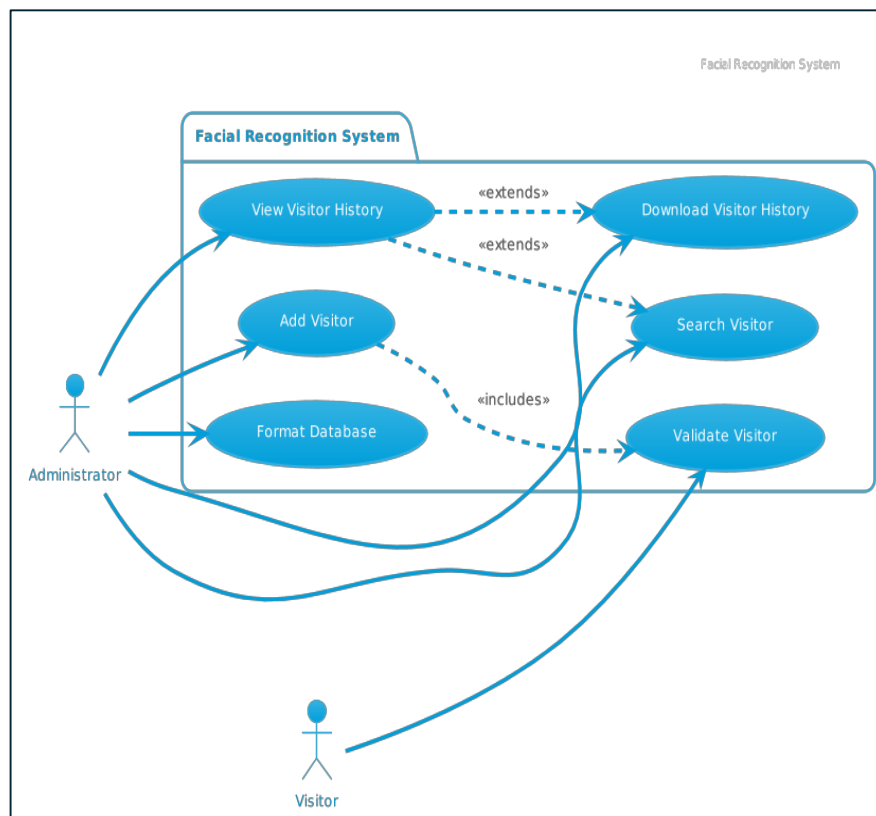 Facial Recognition System
Facial Recognition System
View Visitor History
«extends»
Download Visitor History
«extends»
Add Visitor
Search Visitor
«includes»
Format Database
Validate Visitor
Administrator
Visitor